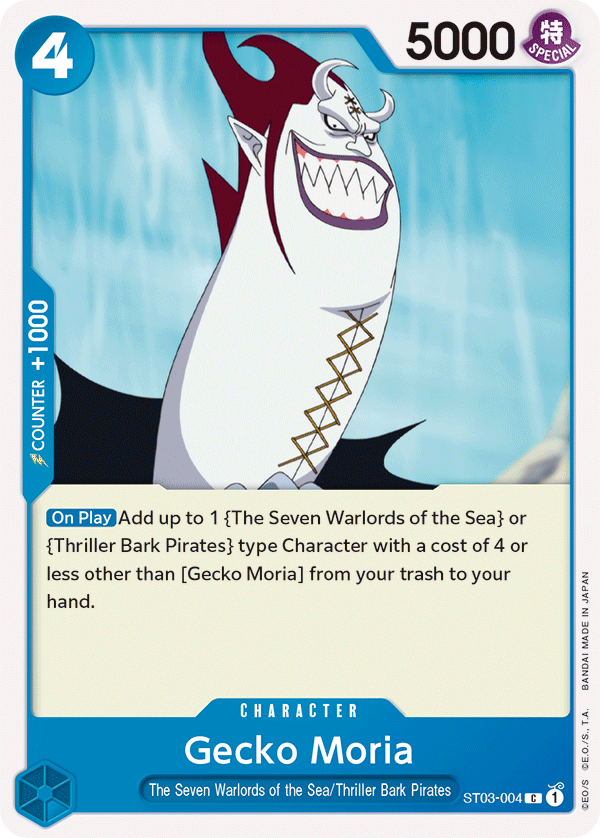 4
5000
特
SPECIAL
COUNTER +1000
On Play Add up to 1 {The Seven Warlords of the Sea} or
{Thriller Bark Pirates} type Character with a cost of 4 or
less other than [Gecko Moria] from your trash to your
hand.
CHARACTER
Gecko Moria
The Seven Warlords of the Sea/Thriller Bark Pirates
ST03-004 C 1
©EO/S ©E.O./S., T.A. BANDAI MADE IN JAPAN